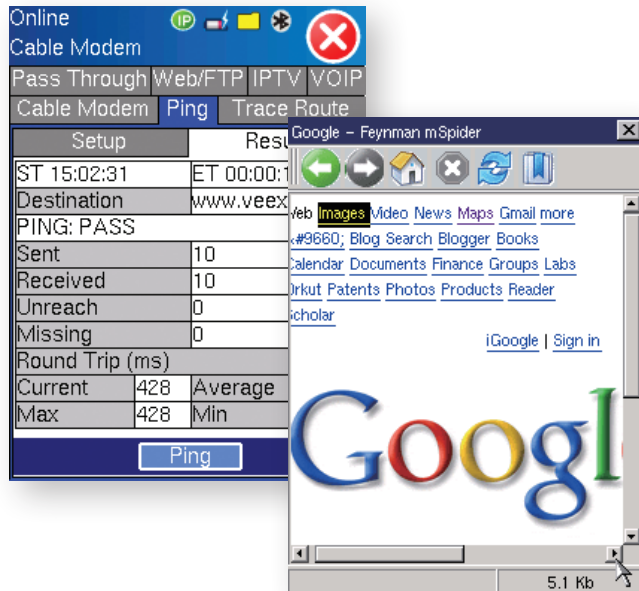 Online
Cable Modem
IP
Pass Through Web/FTP IPTV VOIP
Cable Modem Ping Trace Route
Setup Resu
ST 15:02:31 ET 00:00:1
Destination www.veex
PING: PASS
Sent 10
Received 10
Unreach 0
Missing 0
Round Trip (ms)
Current 428 Average
Max 428 Min
Ping
Google – Feynman mSpider
Web Images Video News Maps Gmail more
&#9660; Blog Search Blogger Books
Calendar Documents Finance Groups Labs
Orkut Patents Photos Products Reader
Scholar
iGoogle | Sign in
Googl
5.1 Kb